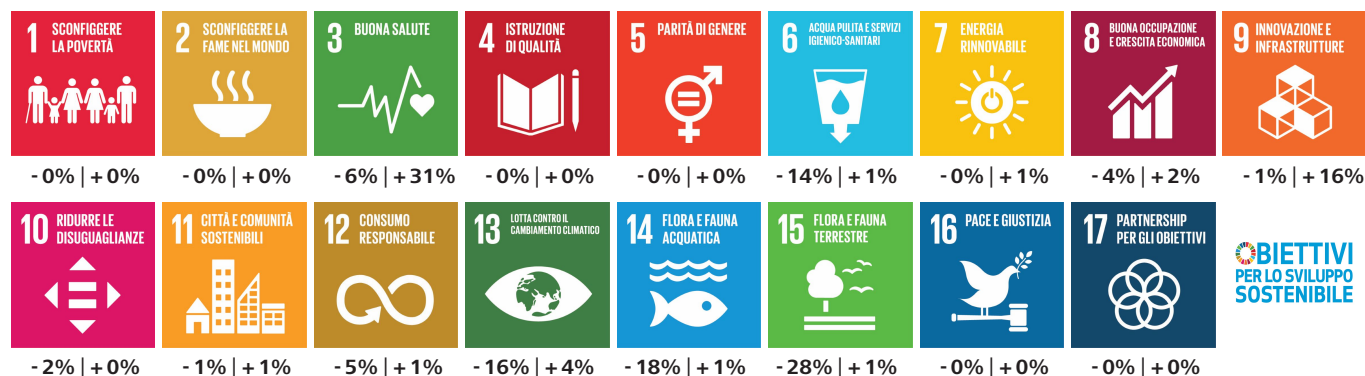 1 SCONFIGGERE
LA POVERTÀ
2 SCONFIGGERE LA
FAME NEL MONDO
3 BUONA SALUTE
4 ISTRUZIONE
DI QUALITÀ
5 PARITÀ DI GENERE
6 ACQUA PULITA E SERVIZI
IGIENICO-SANITARI
7 ENERGIA
RINNOVABILE
8 BUONA OCCUPAZIONE
E CRESCITA ECONOMICA
9 INNOVAZIONE E
INFRASTRUTTURE
-0% | +0%
-0% | +0%
-6% | +31%
-0% | +0%
-0% | +0%
-14% | +1%
-0% | +1%
-4% | +2%
-1% | +16%
10 RIDURRE LE
DISUGUAGLIANZE
11 CITTÀ E COMUNITÀ
SOSTENIBILI
12 CONSUMO
RESPONSABILE
13 LOTTA CONTRO IL
CAMBIAMENTO CLIMATICO
14 FLORA E FAUNA
ACQUATICA
15 FLORA E FAUNA
TERRESTRE
16 PACE E GIUSTIZIA
17 PARTNERSHIP
PER GLI OBIETTIVI
OBIETTIVI
PER LO SVILUPPO
SOSTENIBILE
-2% | +0%
-1% | +1%
-5% | +1%
-16% | +4%
-18% | +1%
-28% | +1%
-0% | +0%
-0% | +0%